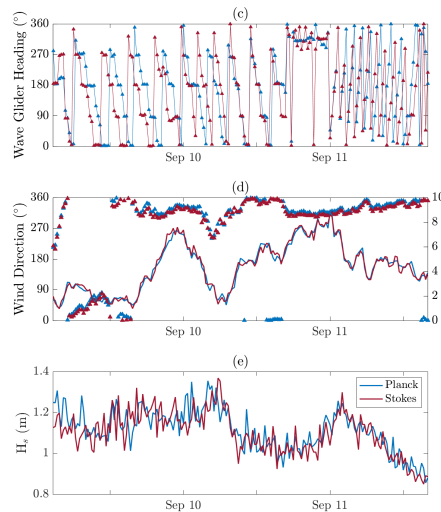 (c)
Wave Glider Heading (°)
360
270
180
90
0
Sep 10
Sep 11
(d)
Wind Direction (°)
360
270
180
90
0
10
8
6
4
2
0
Sep 10
Sep 11
(e)
Hs (m)
1.4
1.2
1
0.8
Planck
Stokes
Sep 10
Sep 11